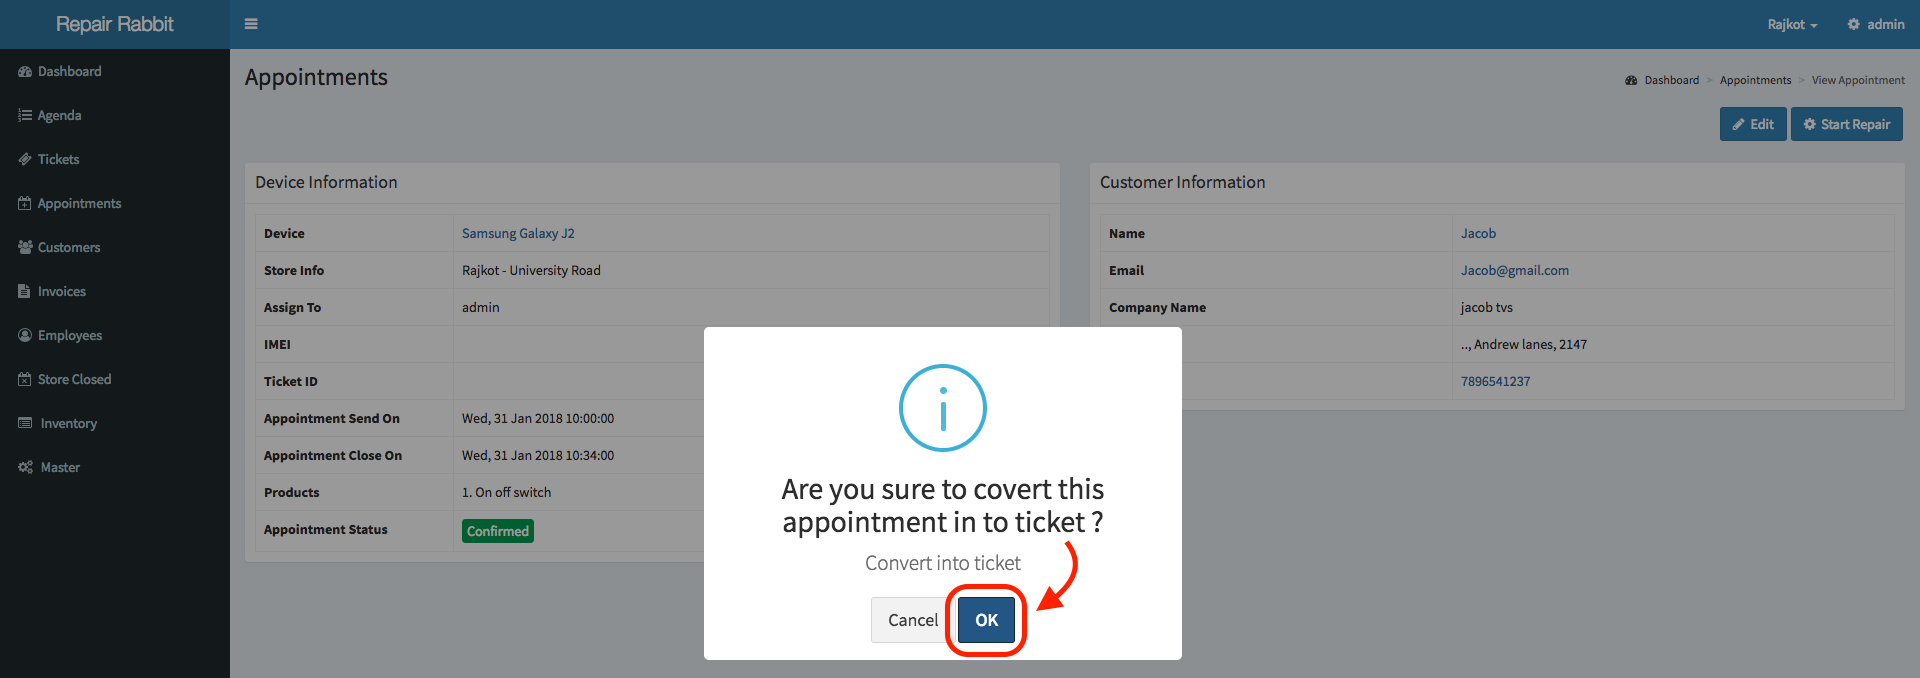 Repair Rabbit
Rajkot
admin
Dashboard
Agenda
Tickets
Appointments
Customers
Invoices
Employees
Store Closed
Inventory
Master
Appointments
Dashboard > Appointments > View Appointment
Edit
Start Repair
Device Information
Device Samsung Galaxy J2
Store Info Rajkot - University Road
Assign To admin
IMEI
Ticket ID
Appointment Send On Wed, 31 Jan 2018 10:00:00
Appointment Close On Wed, 31 Jan 2018 10:34:00
Products 1. On off switch
Appointment Status Confirmed
Customer Information
Name Jacob
Email Jacob@gmail.com
Company Name jacob tvs
.., Andrew lanes, 2147
7896541237
Are you sure to covert this
appointment in to ticket ?
Convert into ticket
Cancel
OK